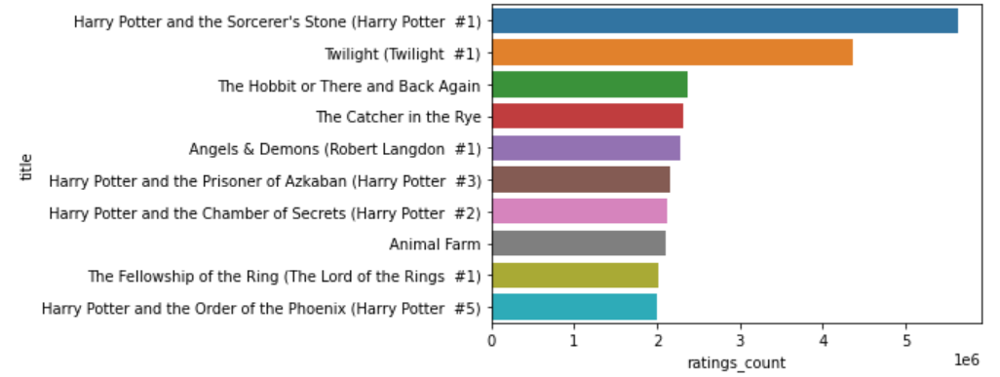 Harry Potter and the Sorcerer's Stone (Harry Potter  #1)
Twilight (Twilight  #1)
The Hobbit or There and Back Again
The Catcher in the Rye
Angels & Demons (Robert Langdon  #1)
Harry Potter and the Prisoner of Azkaban (Harry Potter  #3)
Harry Potter and the Chamber of Secrets (Harry Potter  #2)
Animal Farm
The Fellowship of the Ring (The Lord of the Rings  #1)
Harry Potter and the Order of the Phoenix (Harry Potter  #5)
title
0 1 2 3 4 5
1e6
ratings_count